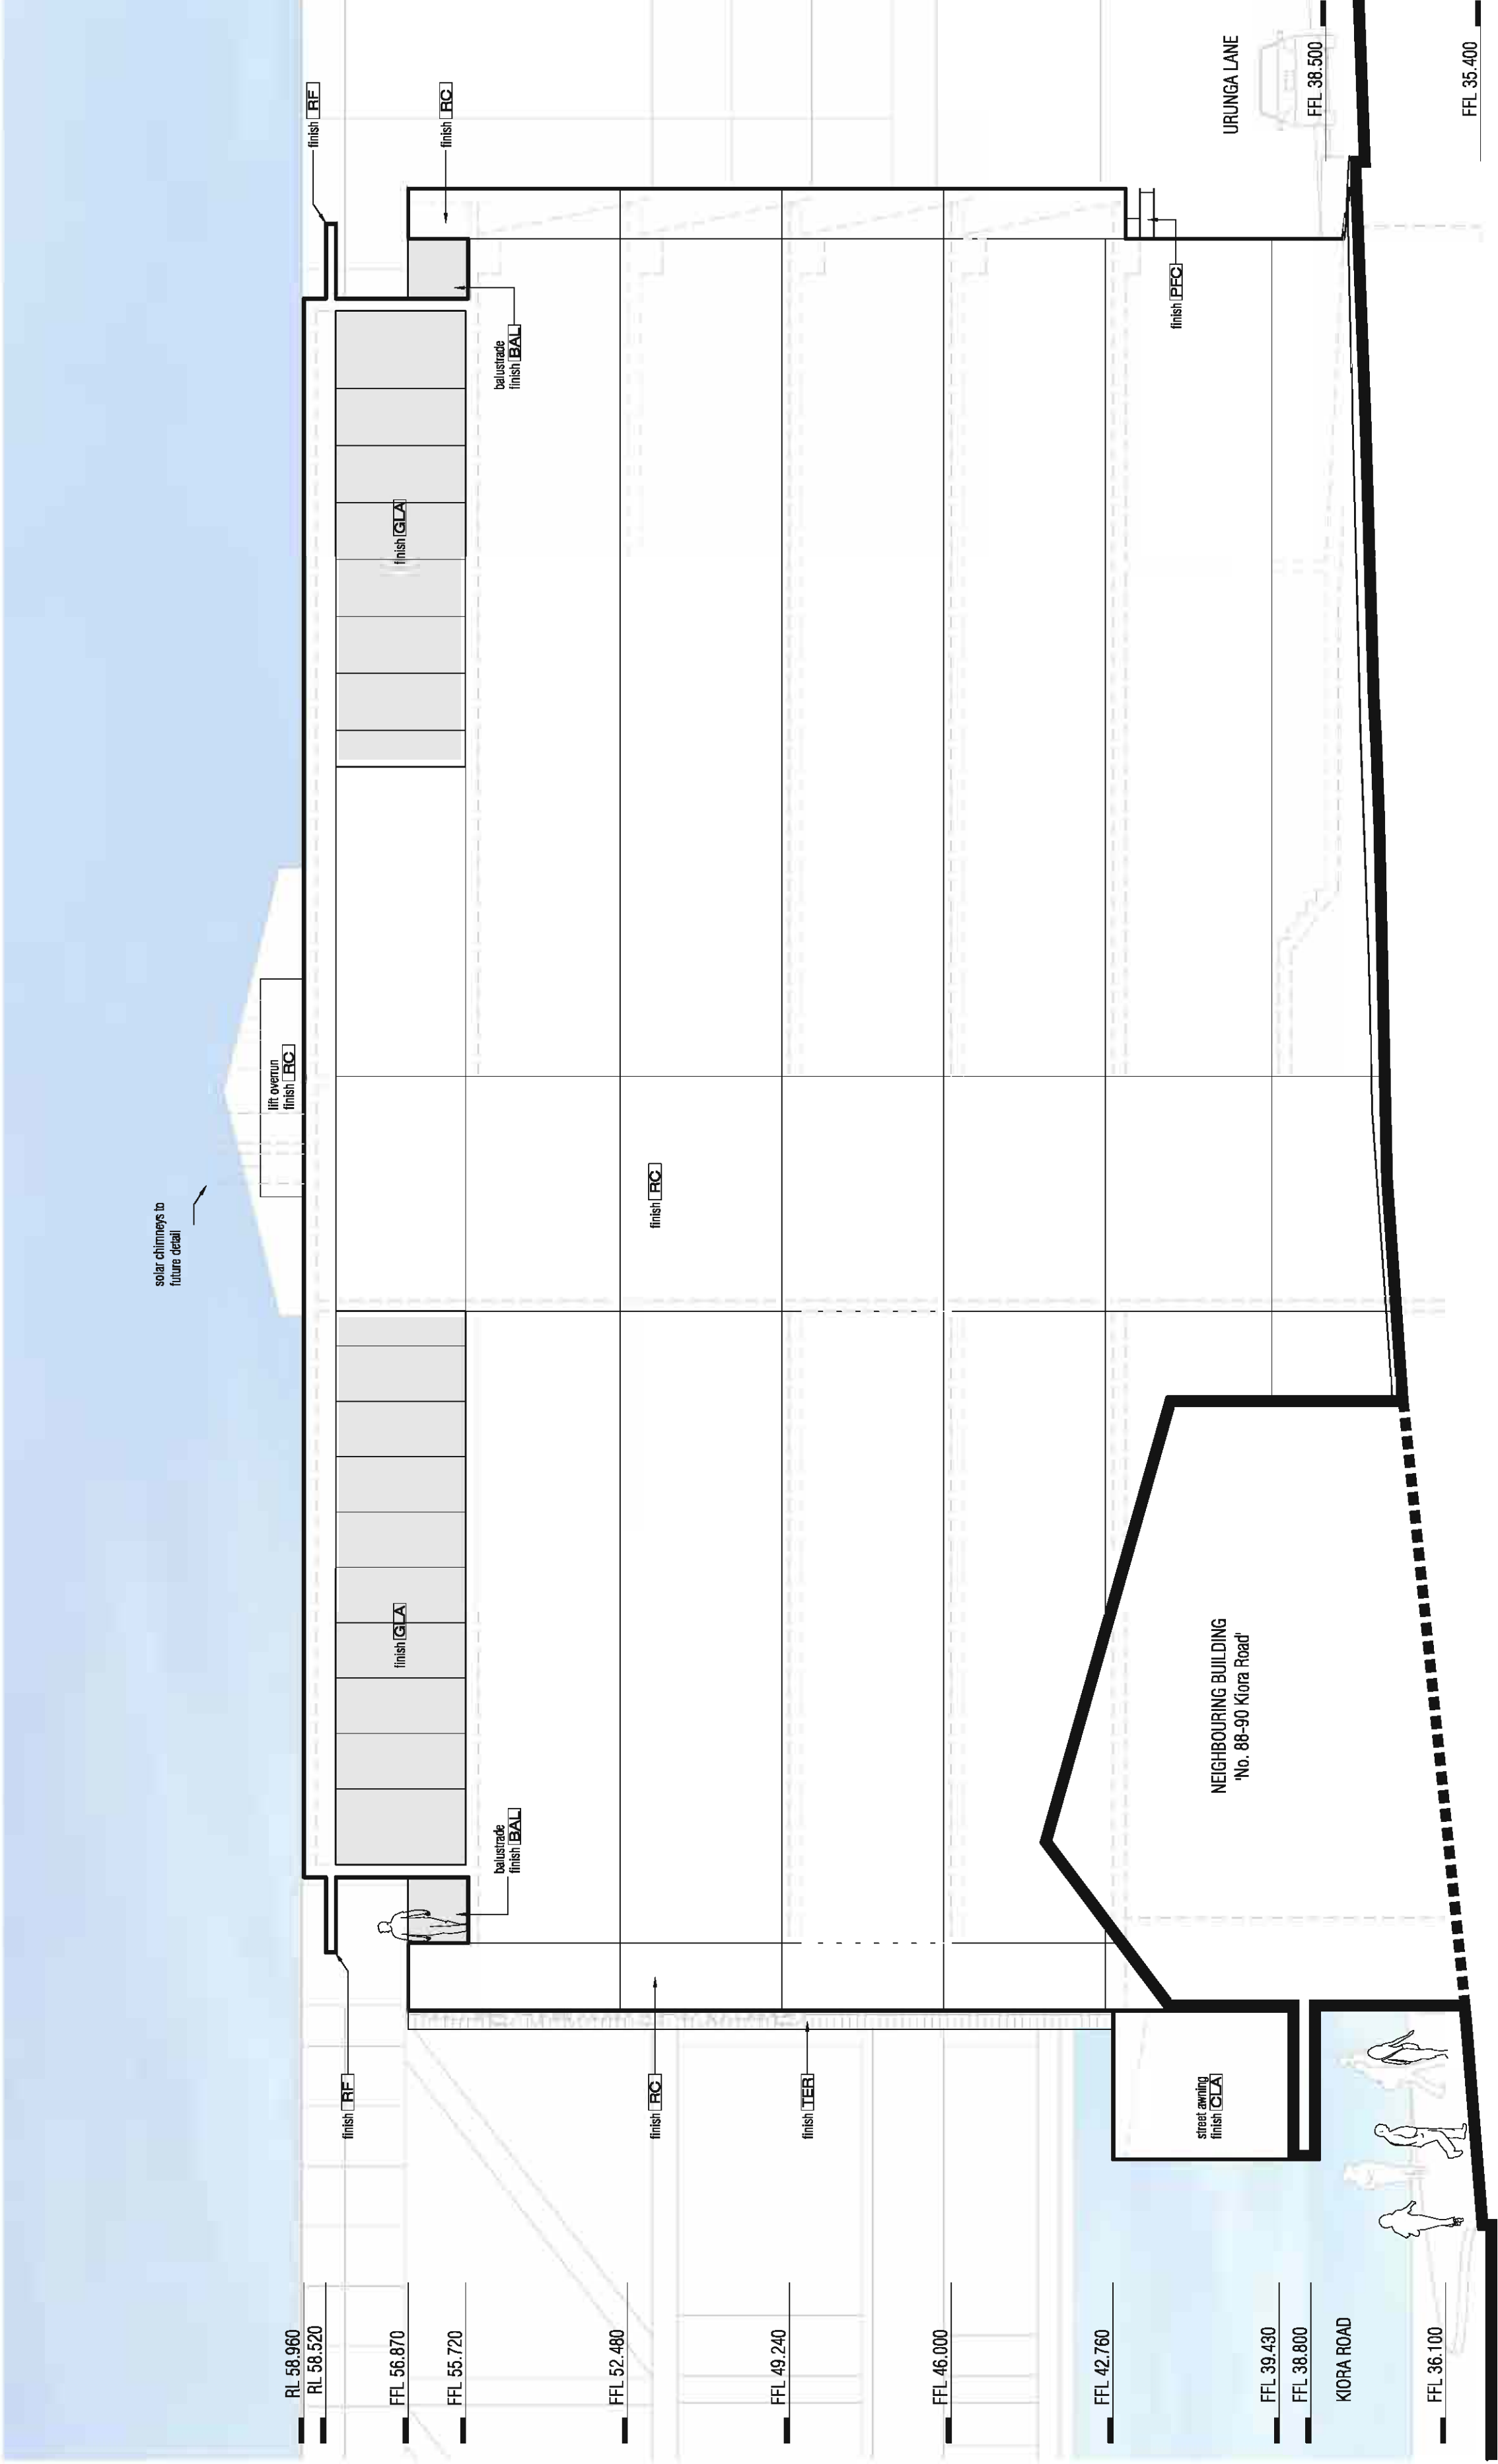 solar chimneys to
future detail
lift overrun
finish RC
RL 58.960
RL 58.520
FFL 56.870
FFL 55.720
FFL 52.480
FFL 49.240
FFL 46.000
FFL 42.760
FFL 39.430
FFL 38.800
KIORA ROAD
FFL 36.100
finish RF
finish RC
finish TER
street awning
finish CLA
balustrade
finish BAL
finish GLA
NEIGHBOURING BUILDING
'No. 88-90 Kiora Road'
finish RC
finish GLA
balustrade
finish BAL
finish PFC
finish RF
finish RC
URUNGA LANE
FFL 38.500
FFL 35.400